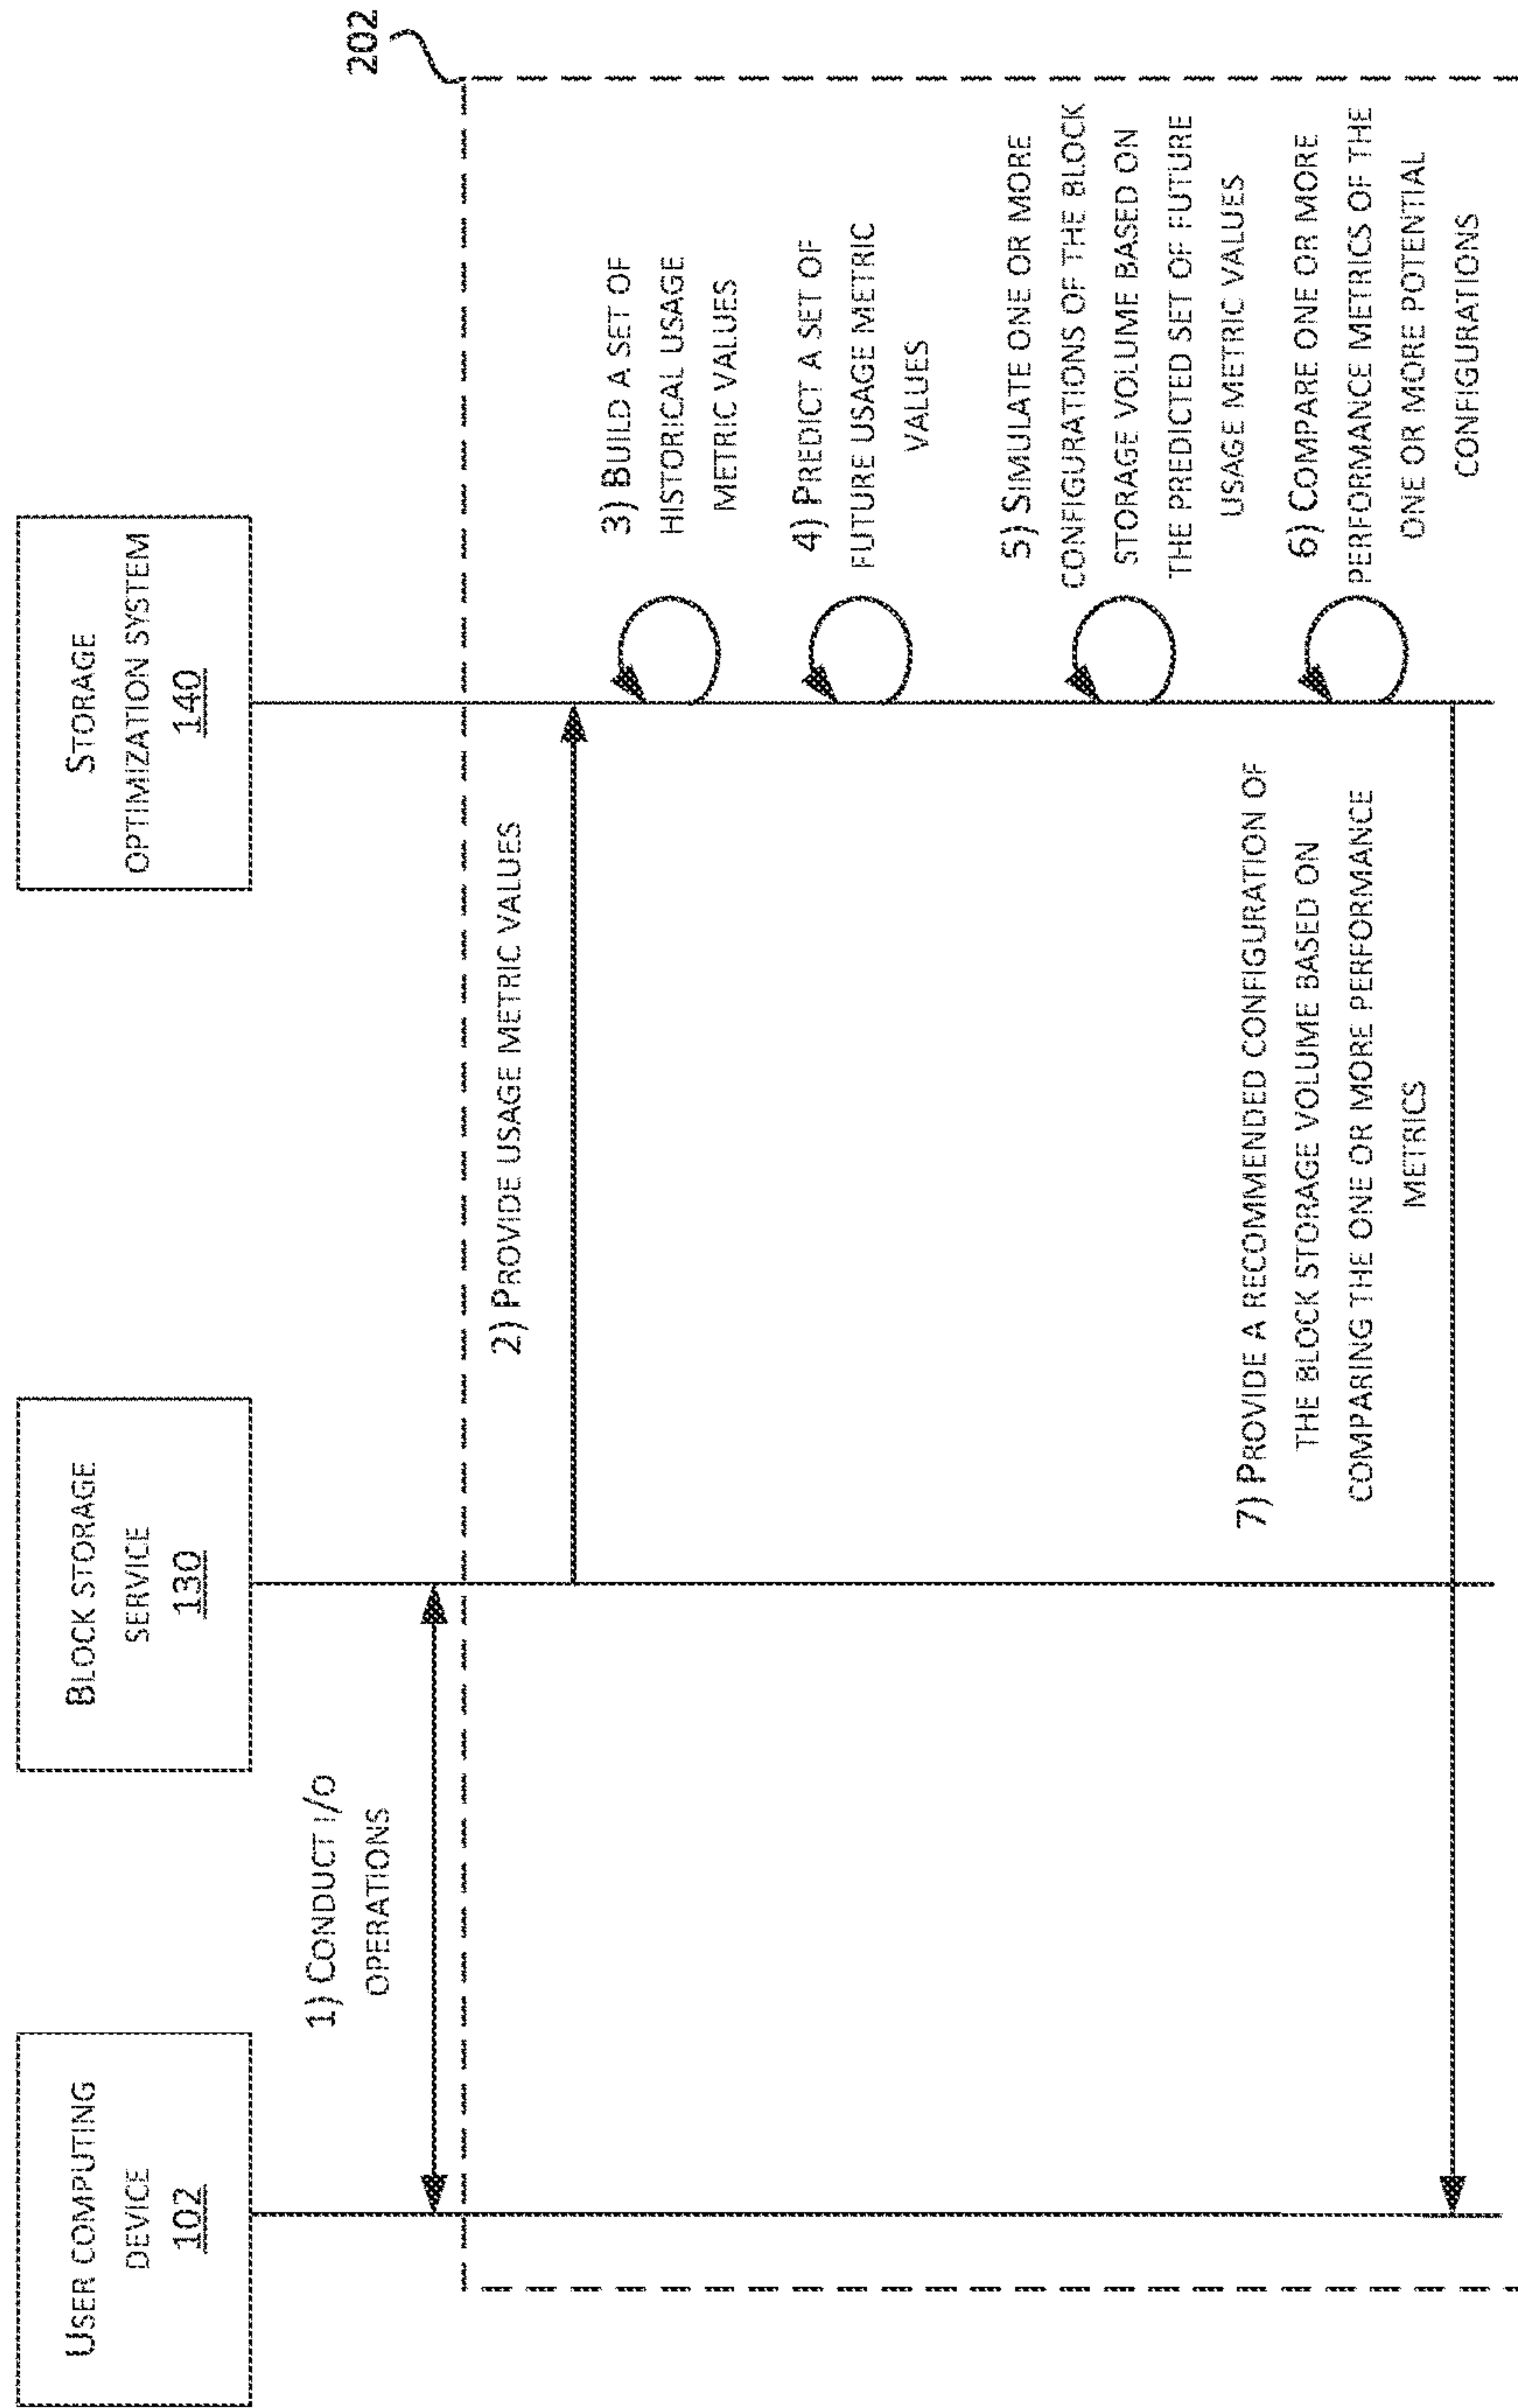 USER COMPUTING
DEVICE
102
BLOCK STORAGE
SERVICE
130
STORAGE
OPTIMIZATION SYSTEM
140
202
1) CONDUCT I/O
OPERATIONS
2) PROVIDE USAGE METRIC VALUES
3) BUILD A SET OF
HISTORICAL USAGE
METRIC VALUES
4) PREDICT A SET OF
FUTURE USAGE METRIC
VALUES
5) SIMULATE ONE OR MORE
CONFIGURATIONS OF THE BLOCK
STORAGE VOLUME BASED ON
THE PREDICTED SET OF FUTURE
USAGE METRIC VALUES
6) COMPARE ONE OR MORE
PERFORMANCE METRICS OF THE
ONE OR MORE POTENTIAL
CONFIGURATIONS
7) PROVIDE A RECOMMENDED CONFIGURATION OF
THE BLOCK STORAGE VOLUME BASED ON
COMPARING THE ONE OR MORE PERFORMANCE
METRICS